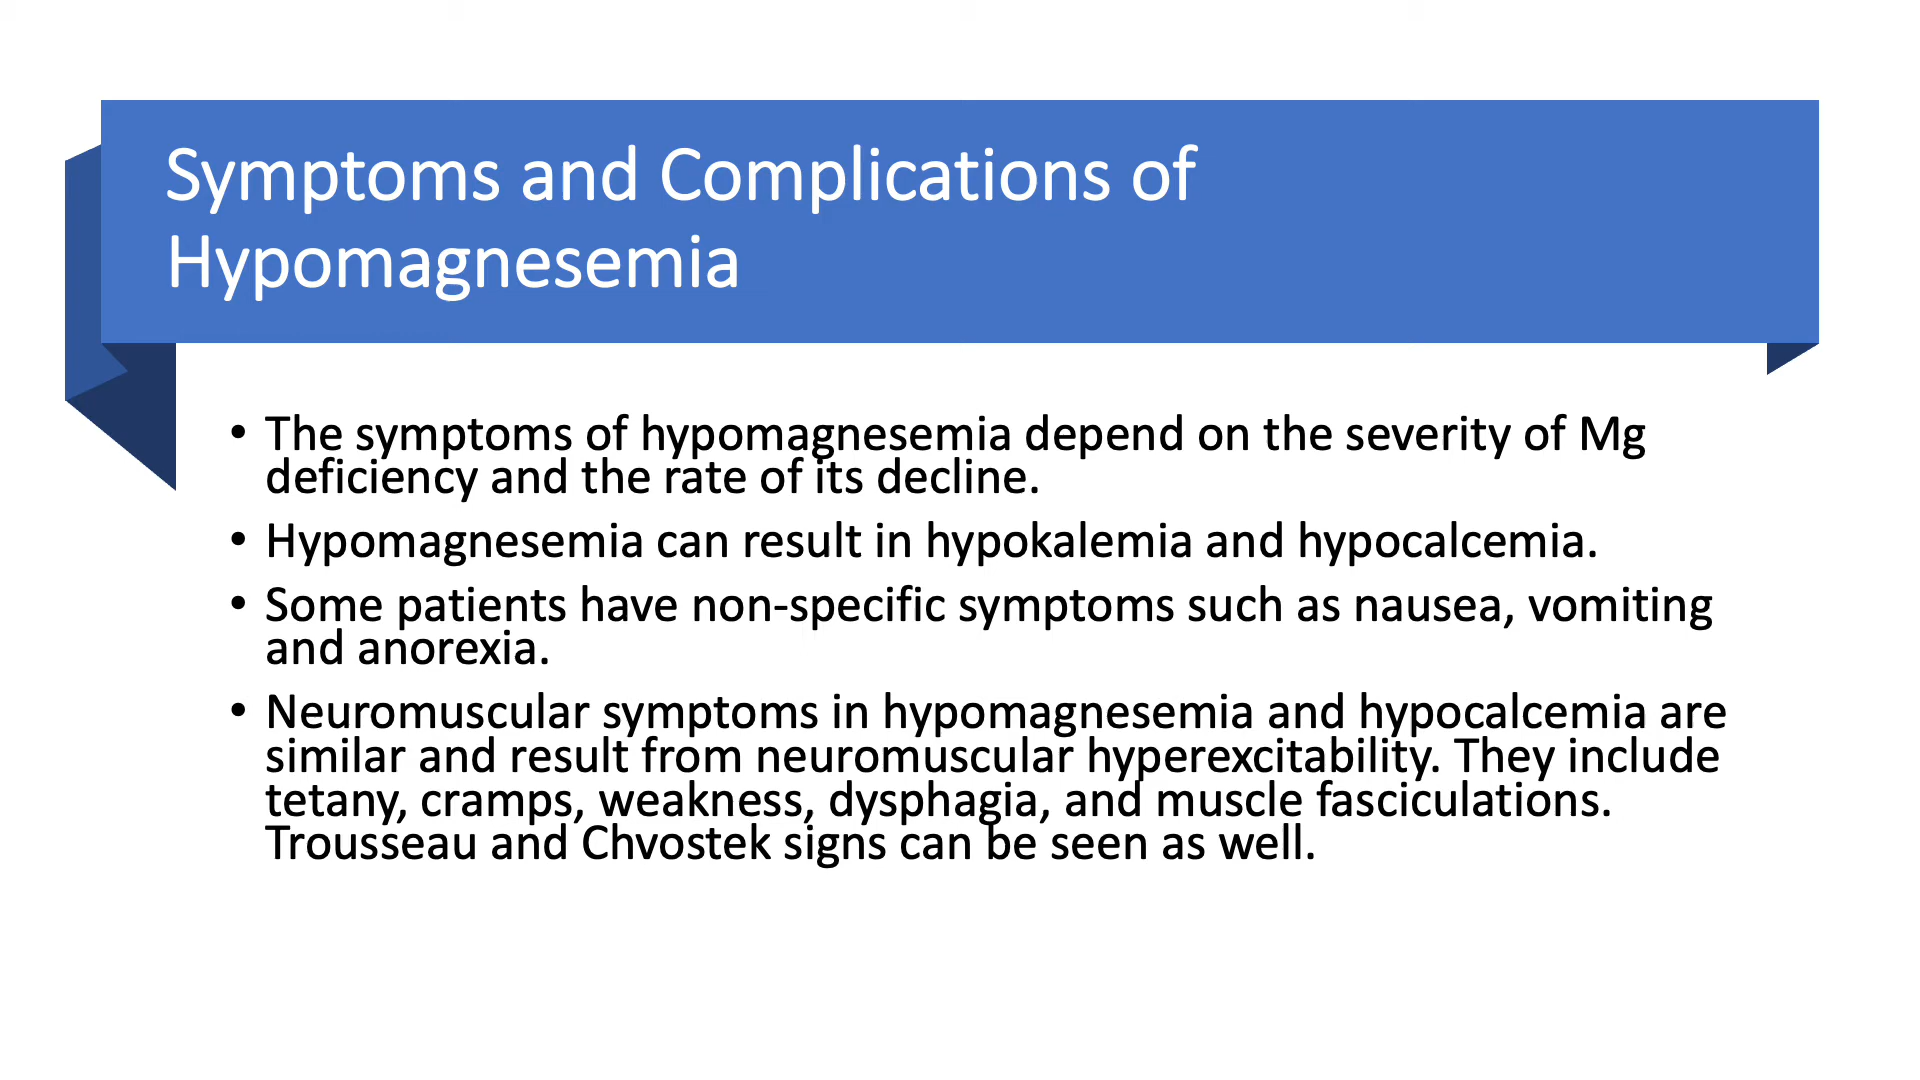 Symptoms and Complications of
Hypomagnesemia
• The symptoms of hypomagnesemia depend on the severity of Mg
deficiency and the rate of its decline.
• Hypomagnesemia can result in hypokalemia and hypocalcemia.
• Some patients have non-specific symptoms such as nausea, vomiting
and anorexia.
• Neuromuscular symptoms in hypomagnesemia and hypocalcemia are
similar and result from neuromuscular hyperexcitability. They include
tetany, cramps, weakness, dysphagia, and muscle fasciculations.
Trousseau and Chvostek signs can be seen as well.